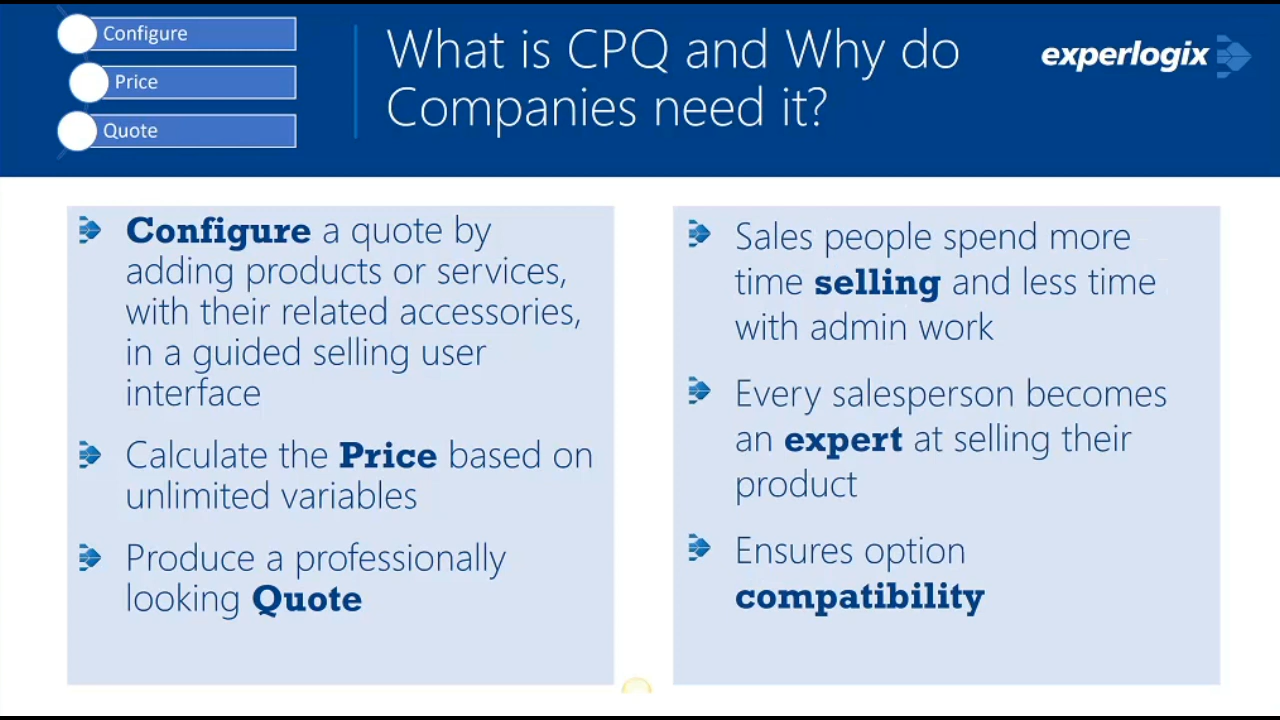 Configure
Price
Quote
What is CPQ and Why do
Companies need it?
experlogix
Configure a quote by
adding products or services,
with their related accessories,
in a guided selling user
interface
Calculate the Price based on
unlimited variables
Produce a professionally
looking Quote
Sales people spend more
time selling and less time
with admin work
Every salesperson becomes
an expert at selling their
product
Ensures option
compatibility